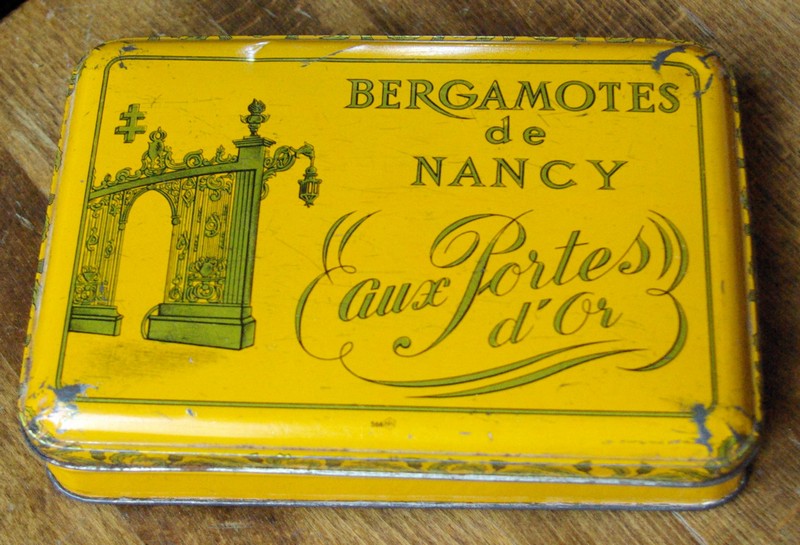 BERGAMOTES
de
NANCY
aux Portes
d'Or